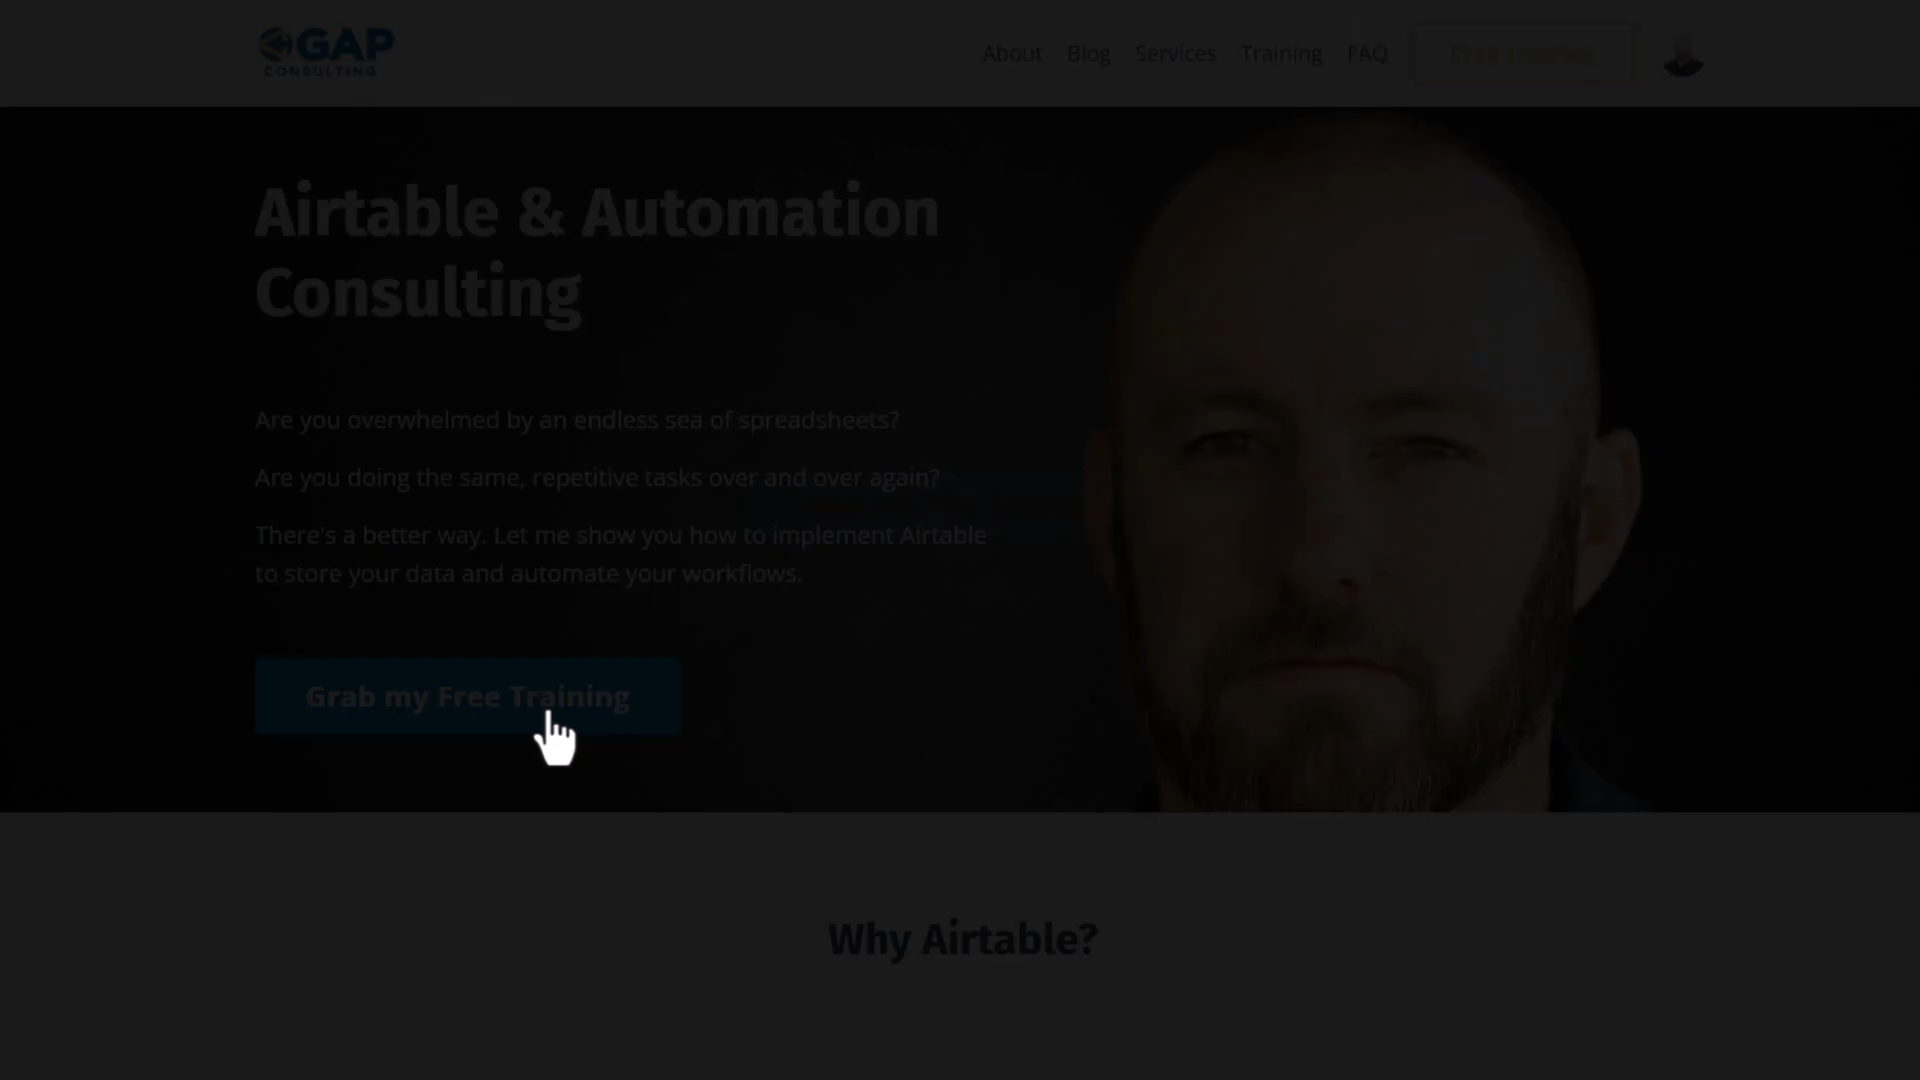 GAP
CONSULTING
About
Blog
Services
Training
FAQ
Free Training
Airtable & Automation
Consulting
Are you overwhelmed by an endless sea of spreadsheets?
Are you doing the same, repetitive tasks over and over again?
There's a better way. Let me show you how to implement Airtable
to store your data and automate your workflows.
Grab my Free Training
Why Airtable?